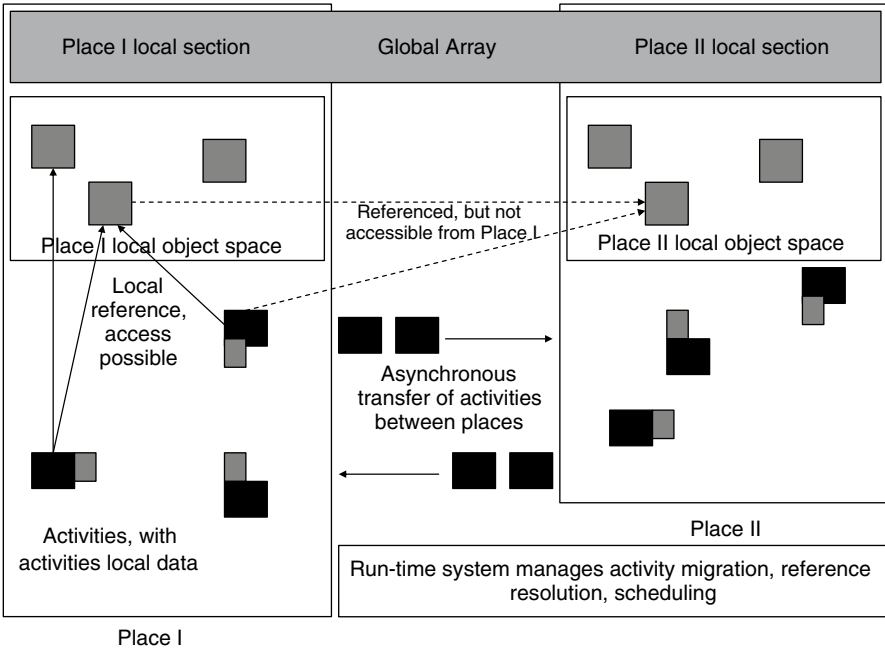 Place I local section
Global Array
Place II local section
Referenced, but not
accessible from Place I
Place I local object space
Place II local object space
Local
reference,
access
possible
Asynchronous
transfer of activities
between places
Activities, with
activities local data
Place II
Run-time system manages activity migration, reference
resolution, scheduling
Place I